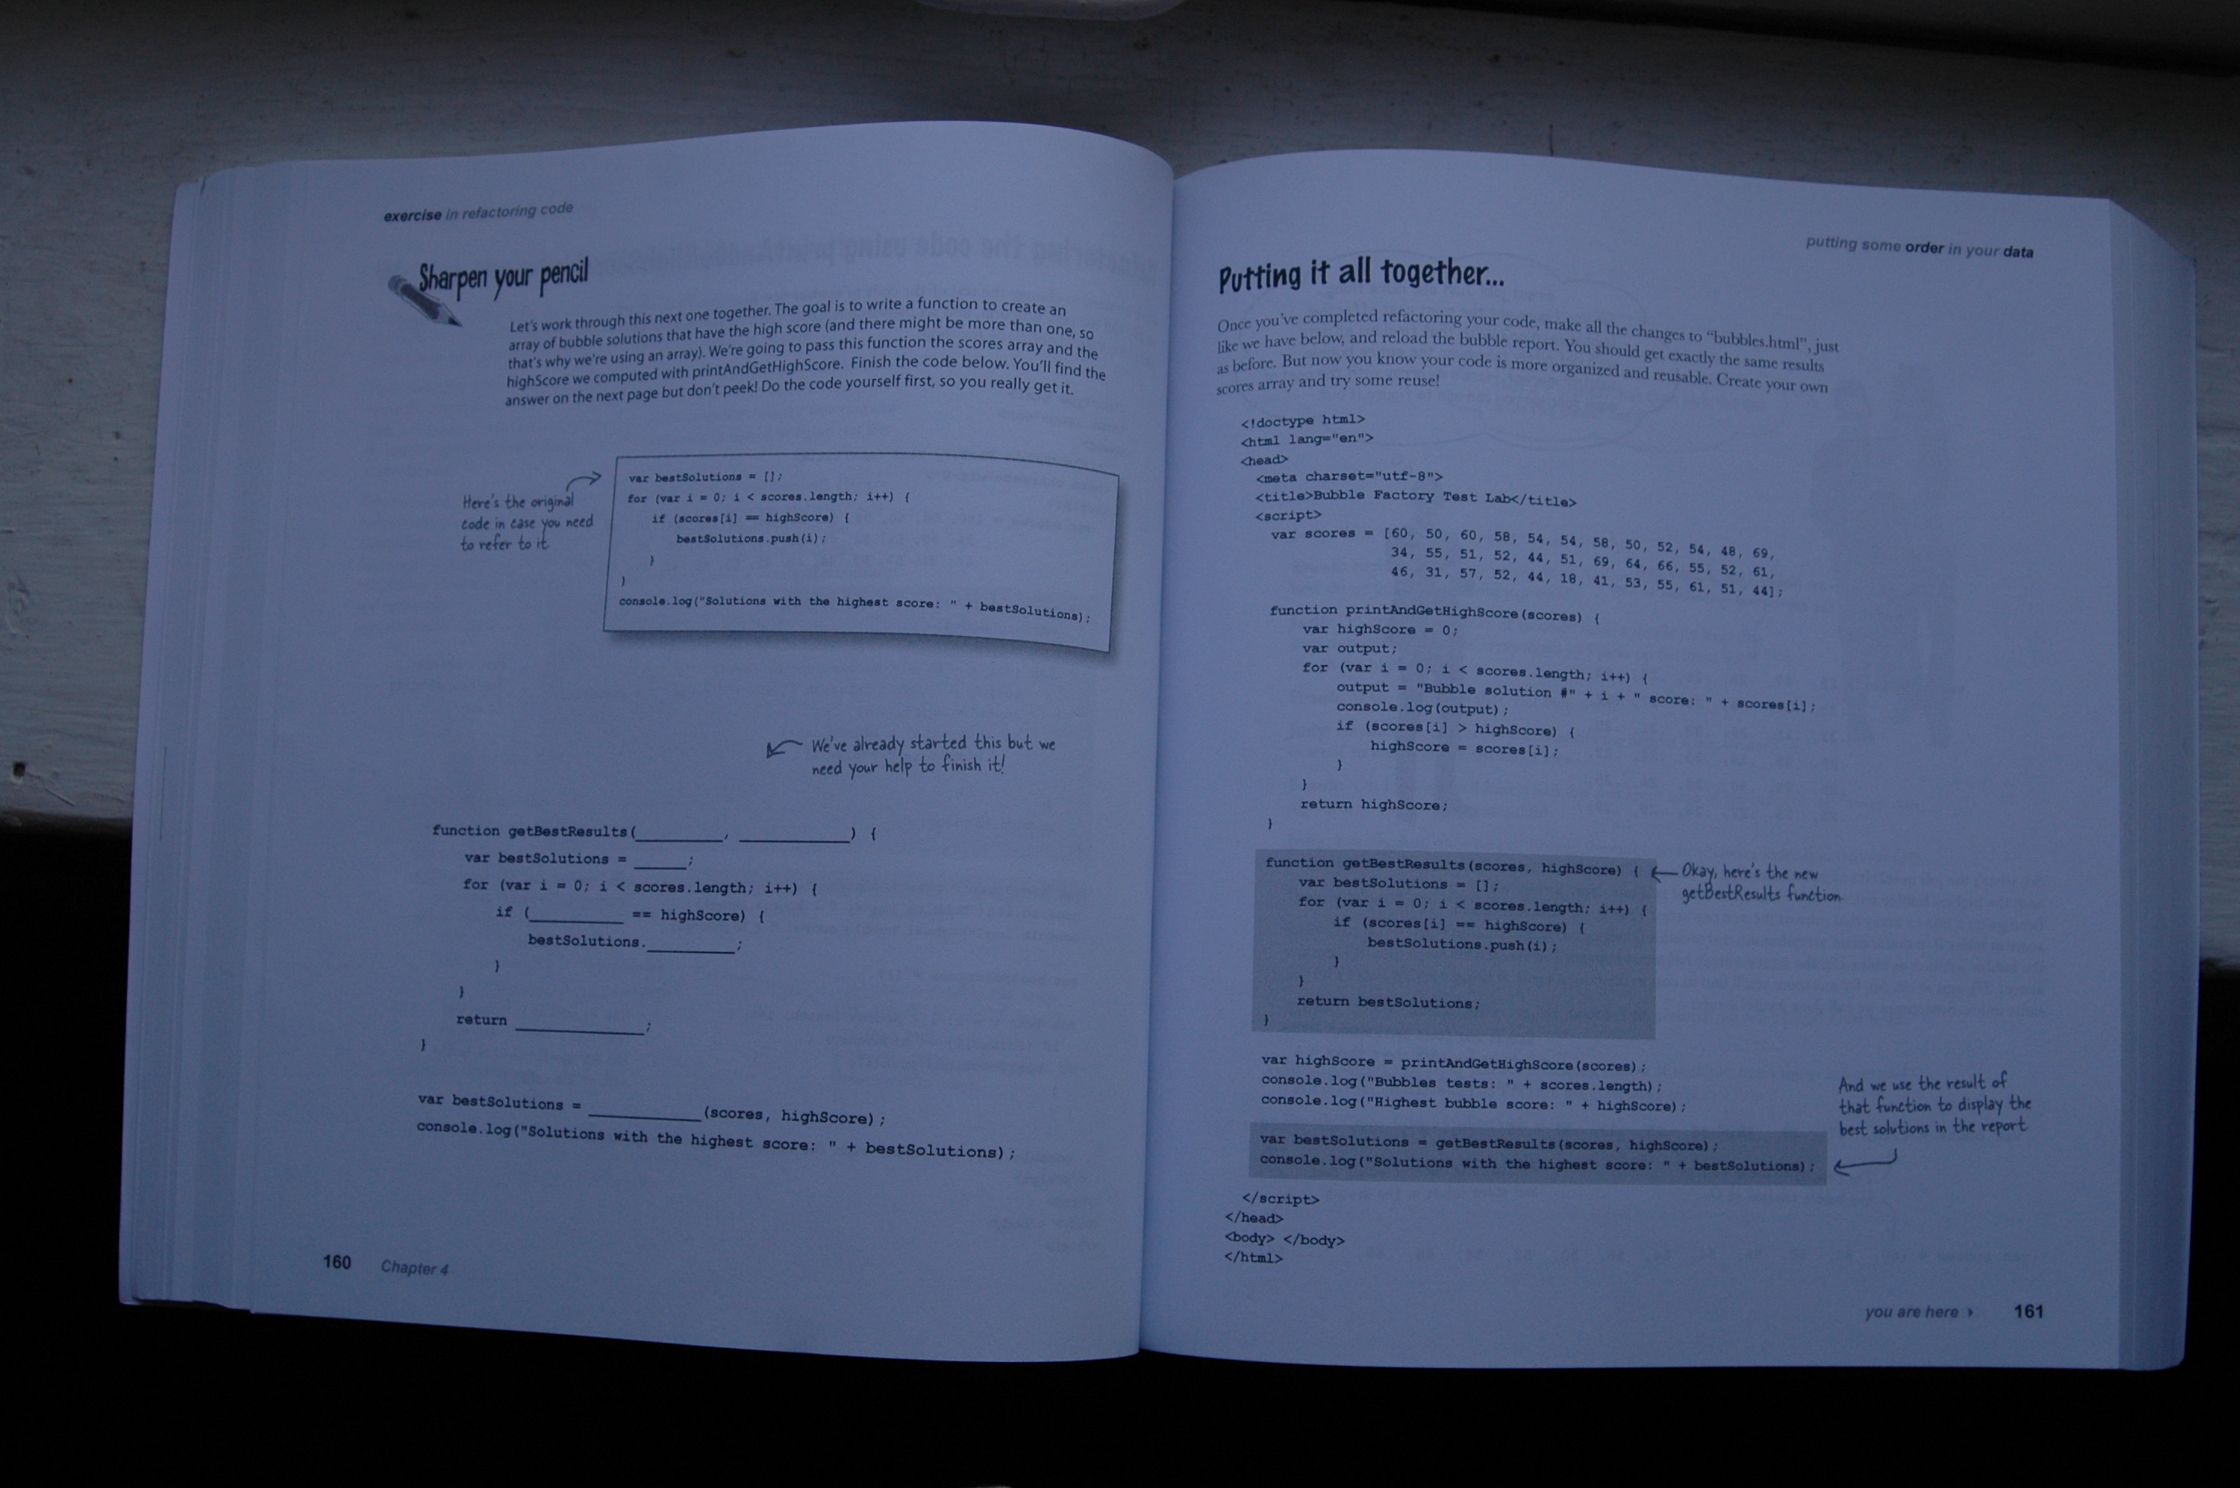 exercise in refactoring code
Sharpen your pencil
Let's work through this next one together. The goal is to write a function to create an
array of bubble solutions that have the high score (and there might be more than one, so
that's why we're using an array). We're going to pass this function the scores array and the
highScore we computed with printAndGetHighScore. Finish the code below. You'll find the
answer on the next page but don't peek! Do the code yourself first, so you really get it.
Here's the original
code in case you need
to refer to it
var bestSolutions = [];
for (var i = 0; i < scores.length; i++) {
if (scores[i] == highScore) {
bestSolutions.push(i);
}
}
console.log("Solutions with the highest score: " + bestSolutions);
We've already started this but we
need your help to finish it!
function getBestResults(_________, ___________) {
var bestSolutions = _____;
for (var i = 0; i < scores.length; i++) {
if (_________ == highScore) {
bestSolutions._________;
}
}
return _____________;
}
var bestSolutions = ___________(scores, highScore);
console.log("Solutions with the highest score: " + bestSolutions);
160 Chapter 4
putting some order in your data
Putting it all together...
Once you've completed refactoring your code, make all the changes to "bubbles.html", just
like we have below, and reload the bubble report. You should get exactly the same results
as before. But now you know your code is more organized and reusable. Create your own
scores array and try some reuse!
<!doctype html>
<html lang="en">
<head>
<meta charset="utf-8">
<title>Bubble Factory Test Lab</title>
<script>
var scores = [60, 50, 60, 58, 54, 54, 58, 50, 52, 54, 48, 69,
34, 55, 51, 52, 44, 51, 69, 64, 66, 55, 52, 61,
46, 31, 57, 52, 44, 18, 41, 53, 55, 61, 51, 44];
function printAndGetHighScore(scores) {
var highScore = 0;
var output;
for (var i = 0; i < scores.length; i++) {
output = "Bubble solution #" + i + " score: " + scores[i];
console.log(output);
if (scores[i] > highScore) {
highScore = scores[i];
}
}
return highScore;
}
function getBestResults(scores, highScore) {
var bestSolutions = [];
for (var i = 0; i < scores.length; i++) {
if (scores[i] == highScore) {
bestSolutions.push(i);
}
}
return bestSolutions;
}
Okay, here's the new
getBestResults function
var highScore = printAndGetHighScore(scores);
console.log("Bubbles tests: " + scores.length);
console.log("Highest bubble score: " + highScore);
var bestSolutions = getBestResults(scores, highScore);
console.log("Solutions with the highest score: " + bestSolutions);
And we use the result of
that function to display the
best solutions in the report
</script>
</head>
<body> </body>
</html>
you are here 161